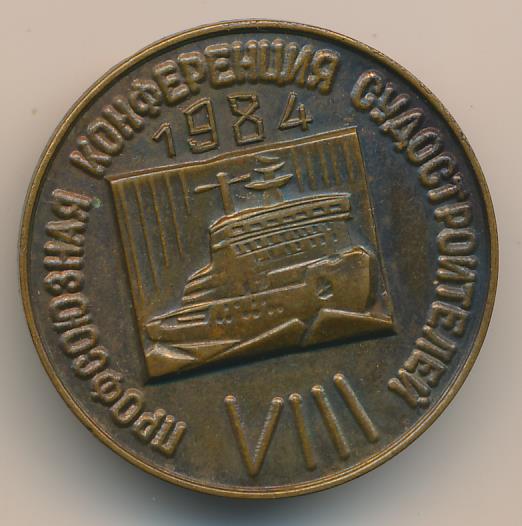 ПРОФСОЮЗНАЯ КОНФЕРЕНЦИЯ СУДОСТРОИТЕЛЕЙ
1984
VIII